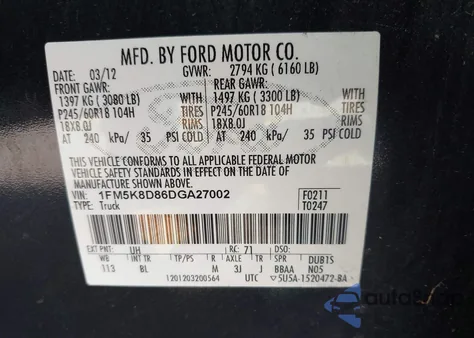 MFD. BY FORD MOTOR CO.
DATE: 03/12 GVWR: 2794 KG ( 6160 LB)
FRONT GAWR: REAR GAWR:
1397 KG ( 3080 LB) WITH 1497 KG ( 3300 LB) WITH
P245/60R18 104H TIRES P245/60R18 104H TIRES
18X8.0J RIMS 18X8.0J RIMS
AT 240 kPa/ 35 PSI COLD AT 240 kPa/ 35 PSI COLD
THIS VEHICLE CONFORMS TO ALL APPLICABLE FEDERAL MOTOR
VEHICLE SAFETY STANDARDS IN EFFECT ON THE DATE OF
MANUFACTURE SHOWN ABOVE.
VIN: 1FM5K8D86DGA27002 F0211
TYPE: Truck T0247
EXT PNT: UH RC: 71 DSO:
WB INT TR TP/PS R AXLE TR SPR DUB1S
113 BL M 3J J BBAA N05
1201203200564 5U5A-1520472-BA